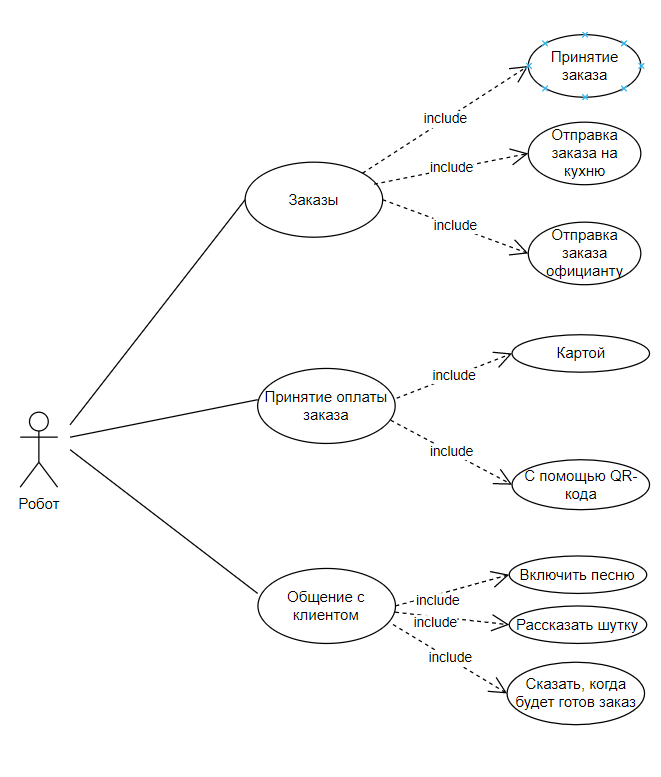 Принятие
заказа
include
Отправка
заказа на
кухню
include
Заказы
include
Отправка
заказа
официанту
Картой
include
Принятие оплаты
заказа
include
С помощью QR-
кода
Робот
Включить песню
include
Общение с
клиентом
include
Рассказать шутку
include
Сказать, когда
будет готов заказ